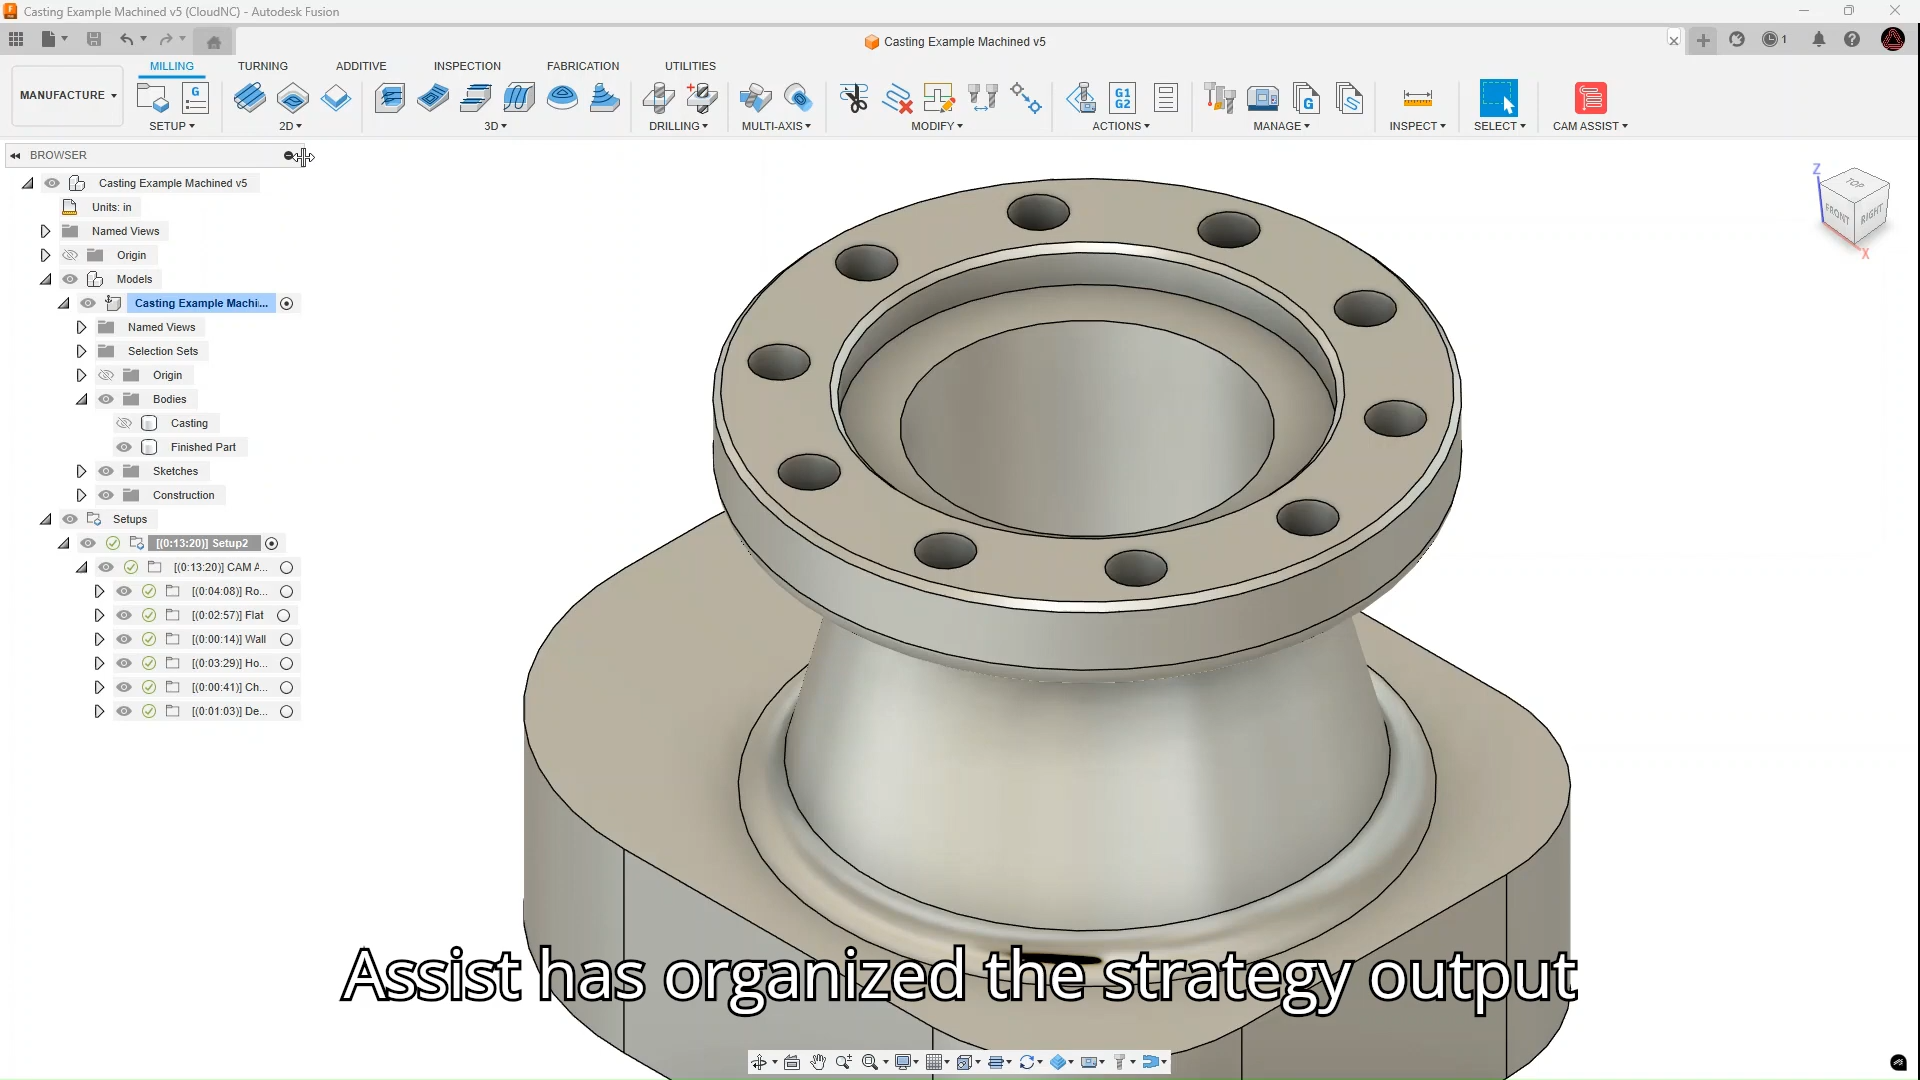 Casting Example Machined v5 (CloudNC) - Autodesk Fusion
Casting Example Machined v5
1
MILLING
TURNING
ADDITIVE
INSPECTION
FABRICATION
UTILITIES
MANUFACTURE
G
G1
G2
G
SETUP
2D
3D
DRILLING
MULTI-AXIS
MODIFY
ACTIONS
MANAGE
INSPECT
SELECT
CAM ASSIST
BROWSER
Casting Example Machined v5
Units: in
Named Views
Origin
Models
Casting Example Machi...
Named Views
Selection Sets
Origin
Bodies
Casting
Finished Part
Sketches
Construction
Setups
[(0:13:20)] Setup2
[(0:13:20)] CAM A...
[(0:04:08)] Ro...
[(0:02:57)] Flat
[(0:00:14)] Wall
[(0:03:29)] Ho...
[(0:00:41)] Ch...
[(0:01:03)] De...
Z
TOP
FRONT
RIGHT
X
Assist has organized the strategy output